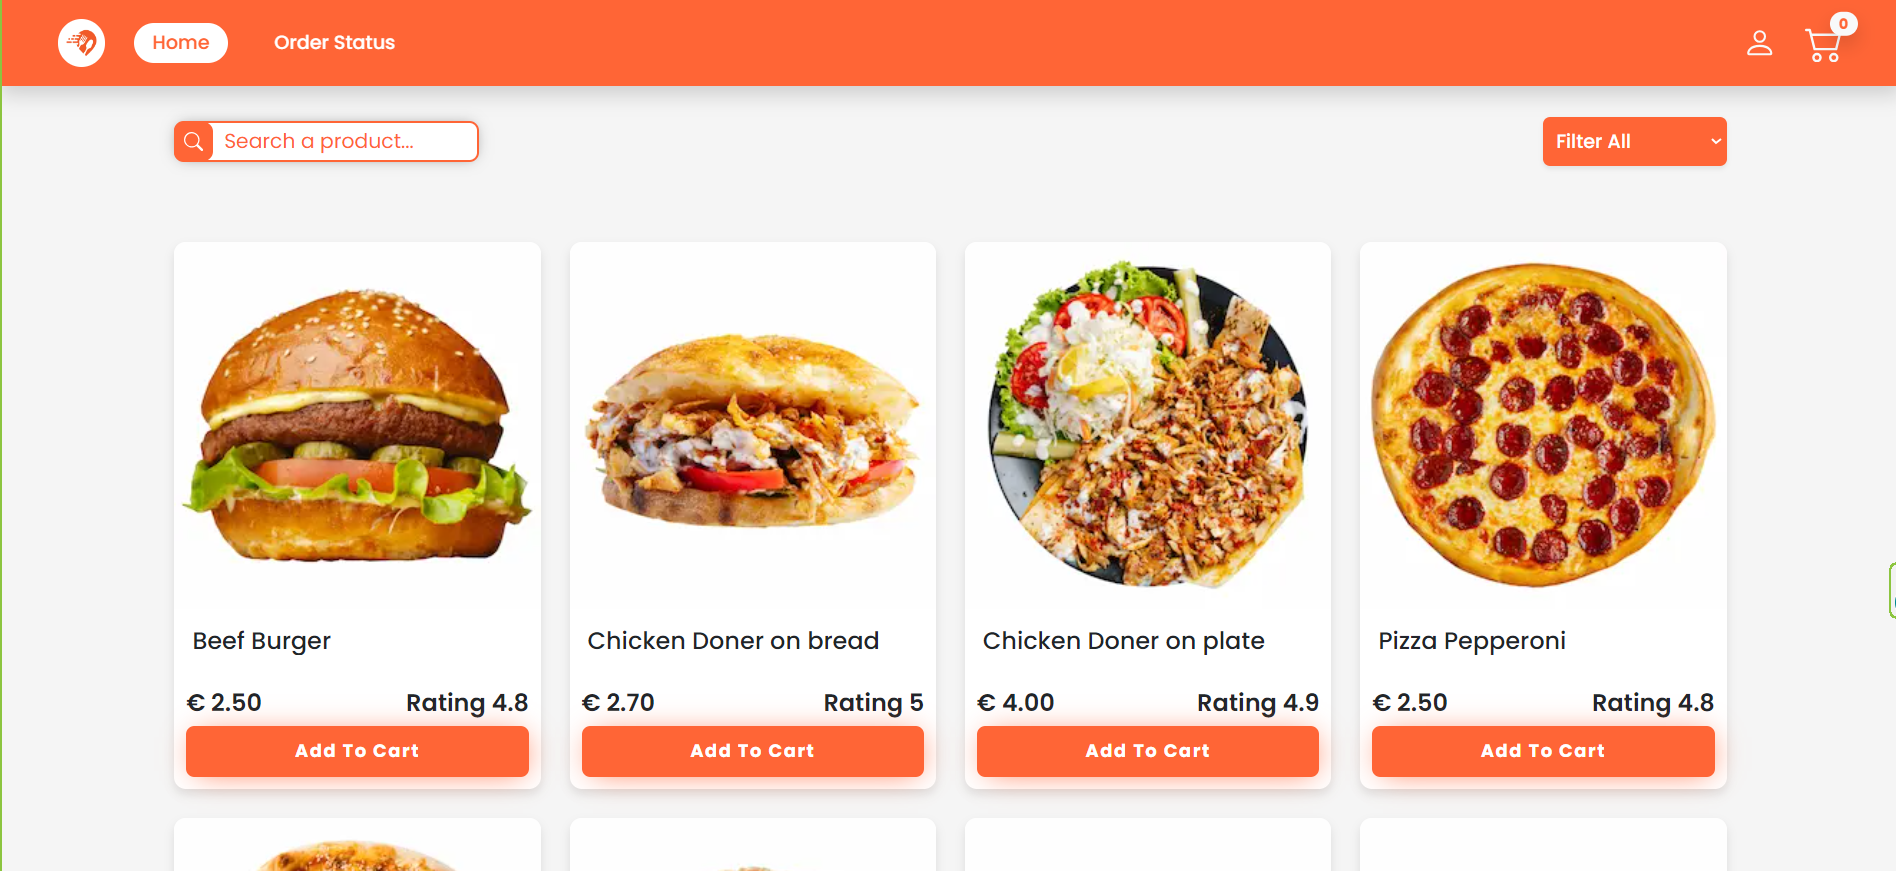 Home
Order Status
0
Search a product...
Filter All
Beef Burger
€ 2.50
Rating 4.8
Add To Cart
Chicken Doner on bread
€ 2.70
Rating 5
Add To Cart
Chicken Doner on plate
€ 4.00
Rating 4.9
Add To Cart
Pizza Pepperoni
€ 2.50
Rating 4.8
Add To Cart